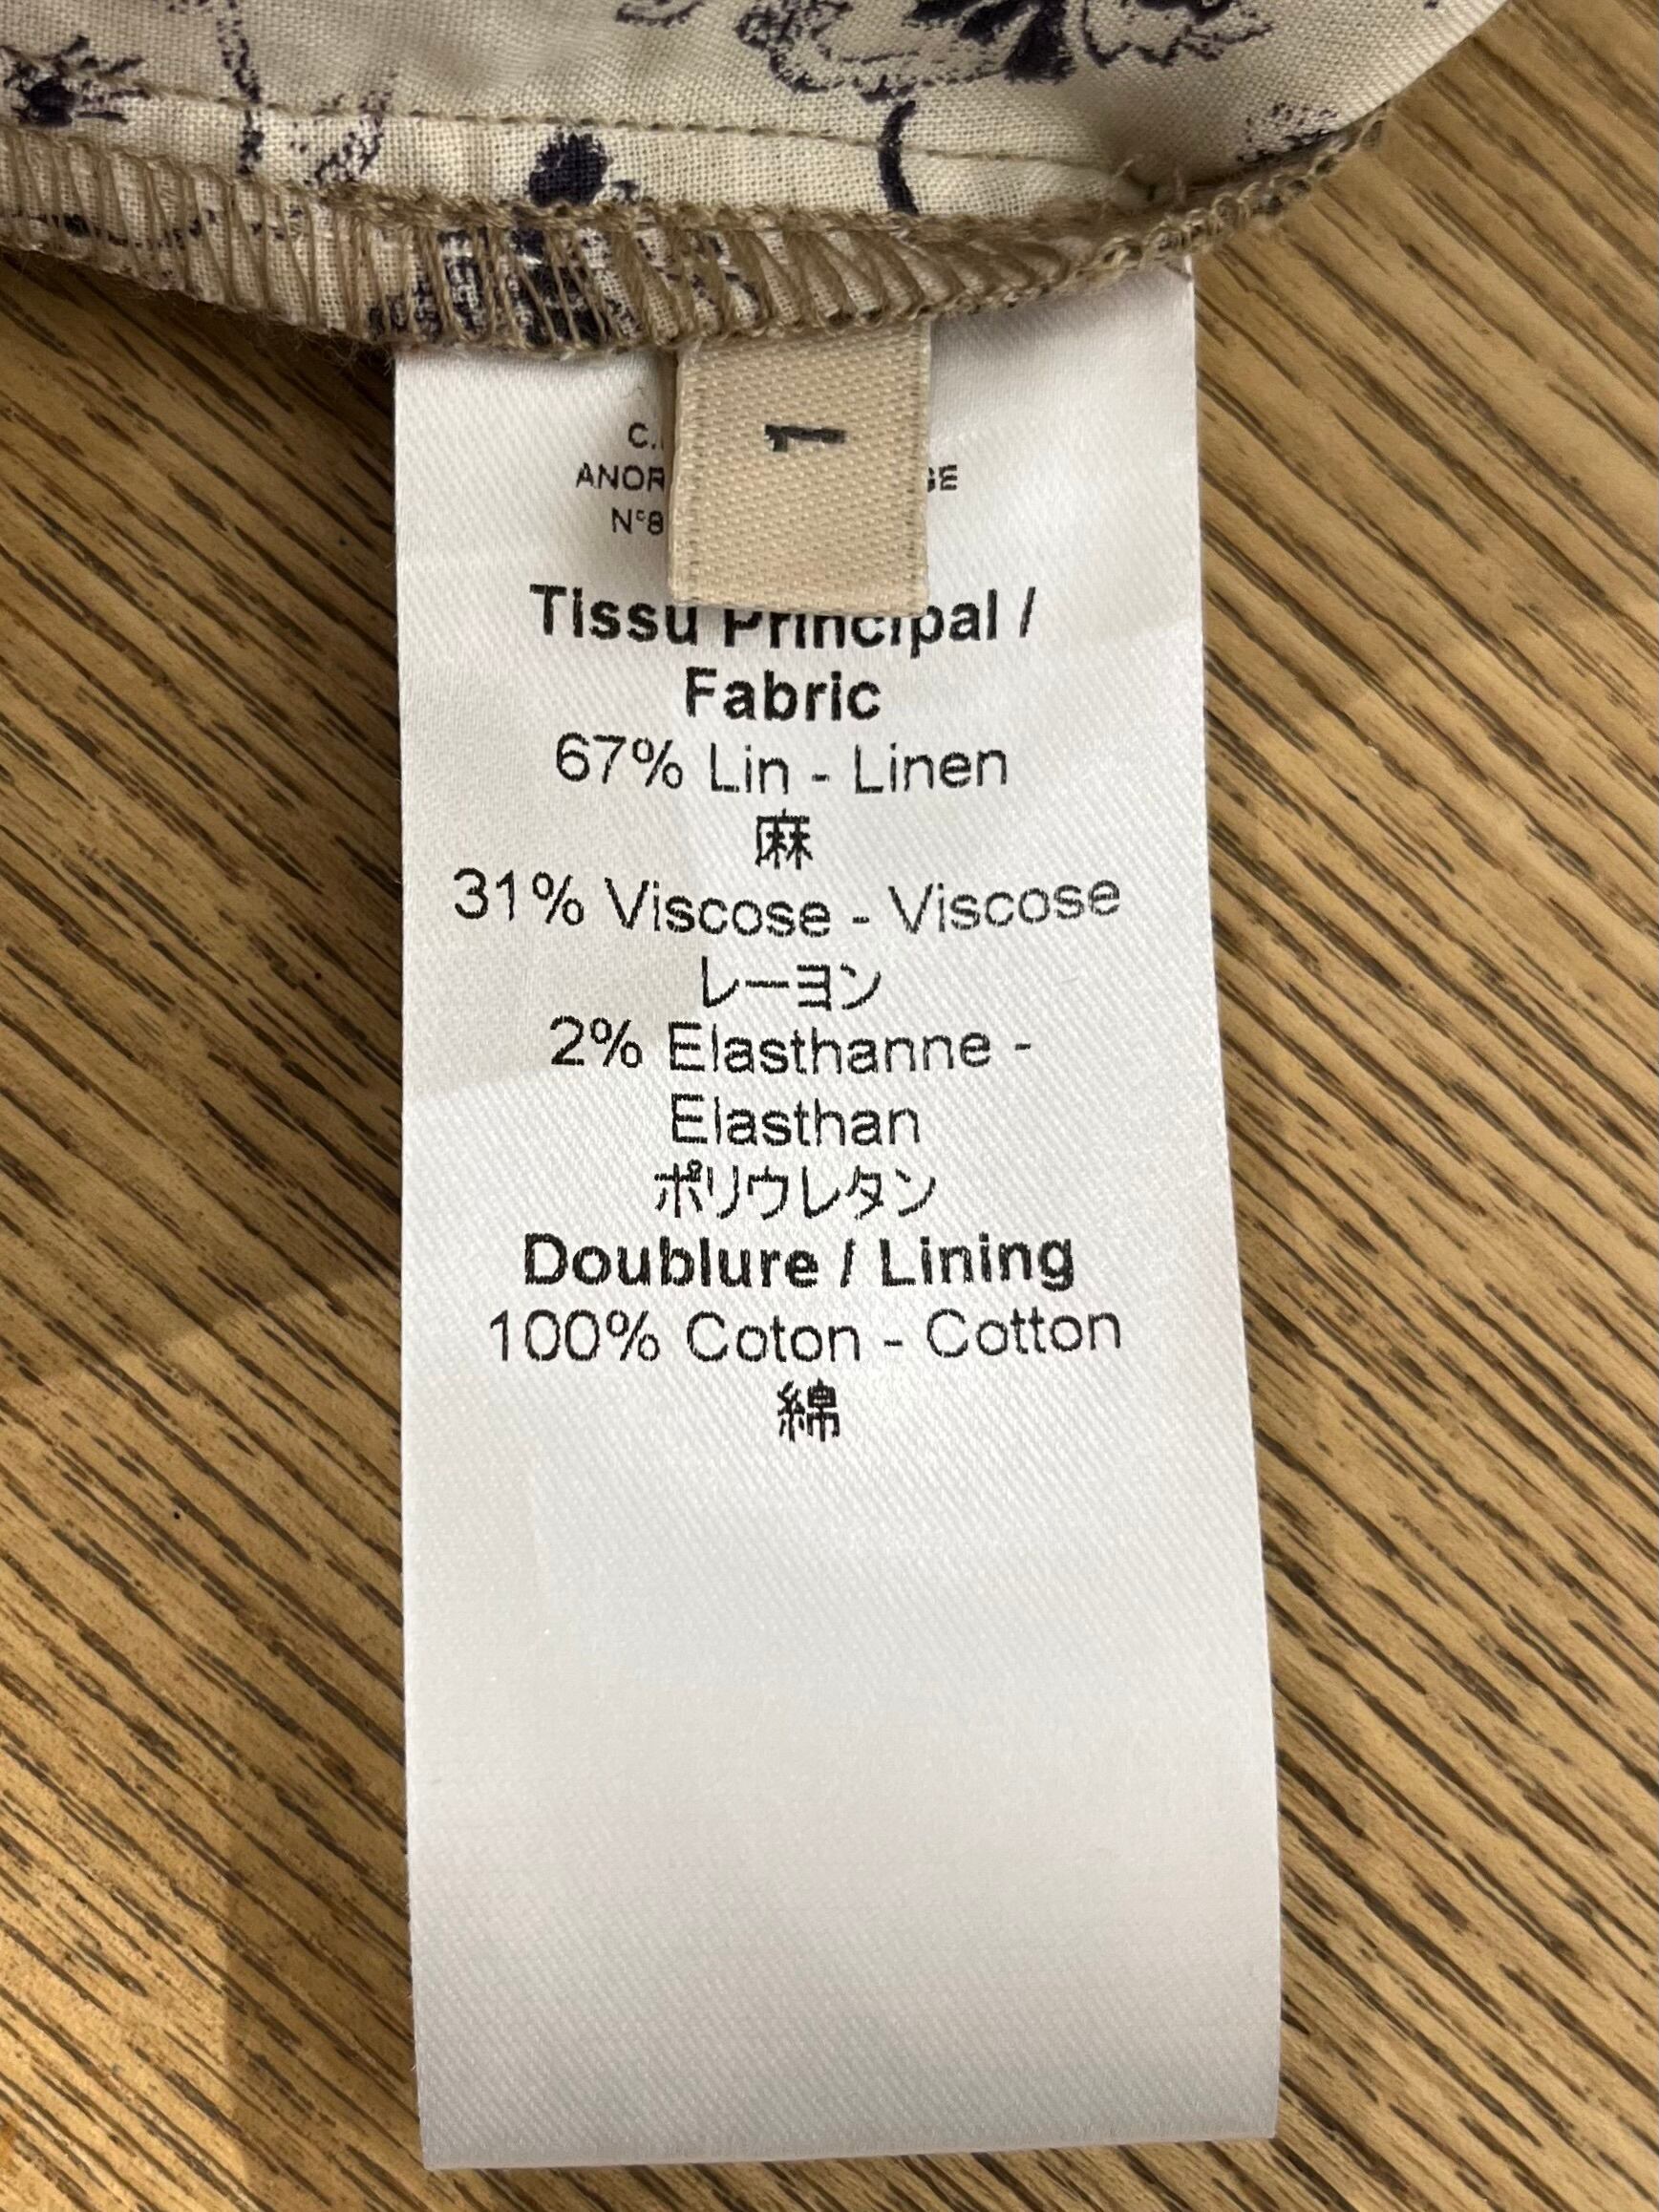 1
Tissu Principal /
Fabric
67% Lin - Linen
麻
31% Viscose - Viscose
レーヨン
2% Elasthanne -
Elasthan
ポリウレタン
Doublure / Lining
100% Coton - Cotton
綿